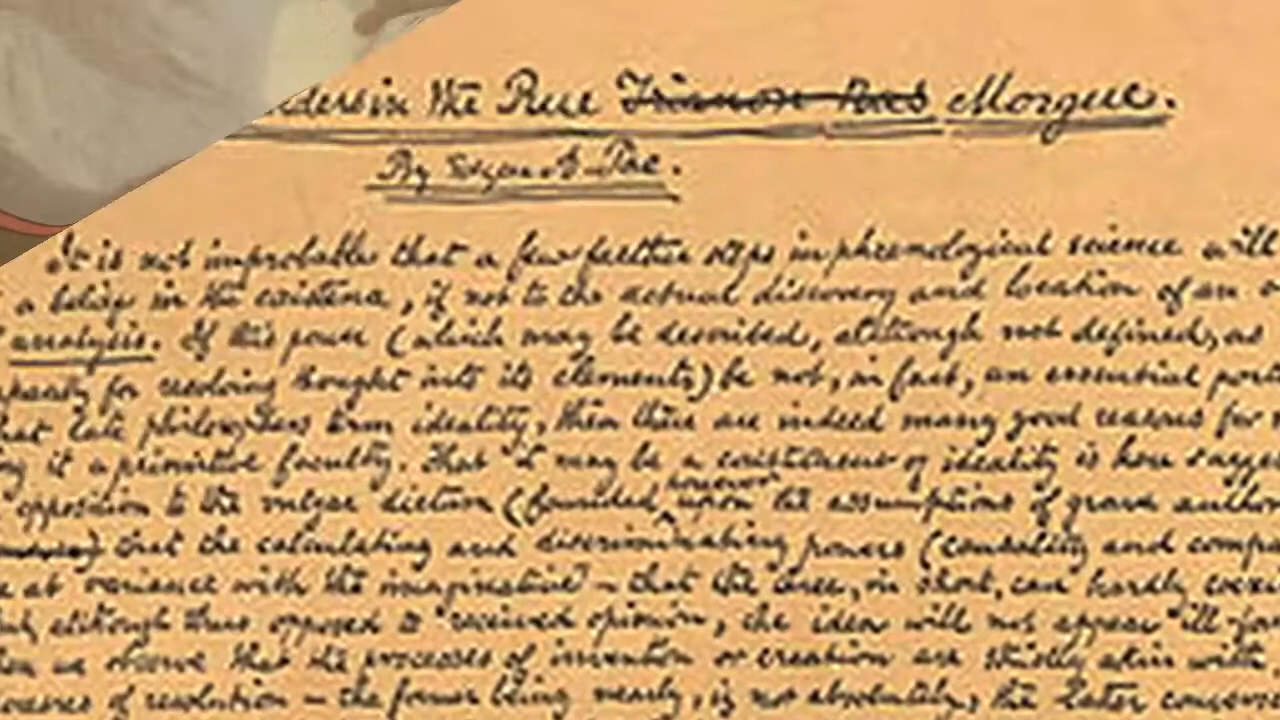 ders in the Rue Trianon Bas Morgue.
By Edgar A. Poe.
It is not improbable that a few farther steps in phrenological science will
a belief in the existence, if not to the actual discovery and location of an
analysis. If this power (which may be described, although not defined, as
capacity for resolving thought into its elements) be not, in fact, an essential
late philosophers term ideality, then there are indeed many good reasons for
it a primitive faculty. That it may be a constituent of ideality is here
opposition to the vulgar dictum (founded, however upon the assumptions of grave
that the calculating and discriminating powers (causality and
at variance with the imaginative — that the three, in short, can hardly
although thus opposed to received opinion, the idea will not appear ill-
we observe that the processes of invention or creation are strictly akin with
processes of resolution — the former being nearly, if not absolutely, the latter